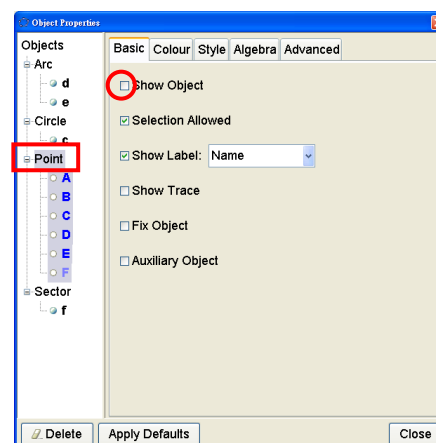 Object Properties
Objects
Arc
d
e
Circle
c
Point
A
B
C
D
E
F
Sector
f
Basic Colour Style Algebra Advanced
Show Object
Selection Allowed
Show Label: Name
Show Trace
Fix Object
Auxiliary Object
Delete Apply Defaults Close